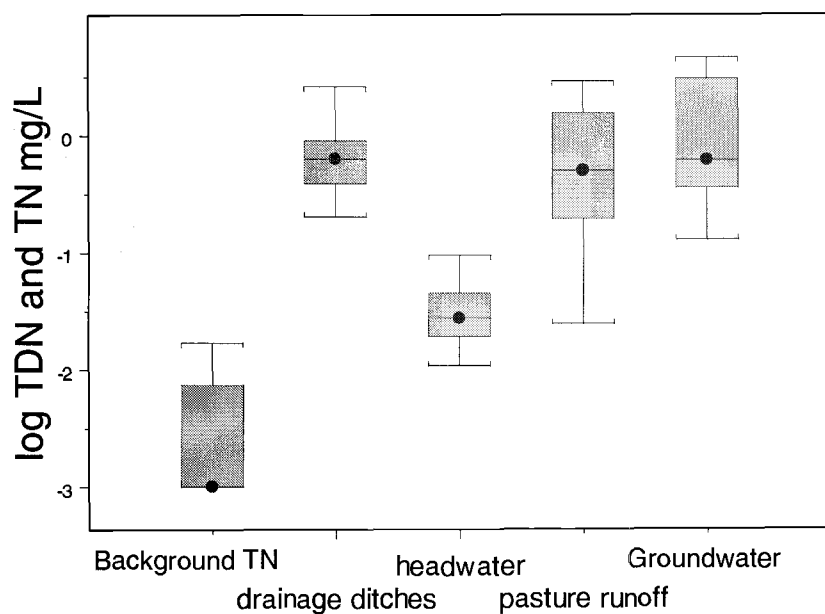 log TDN and TN mg/L
0
-1
-2
-3
Background TN
headwater
Groundwater
drainage ditches
pasture runoff